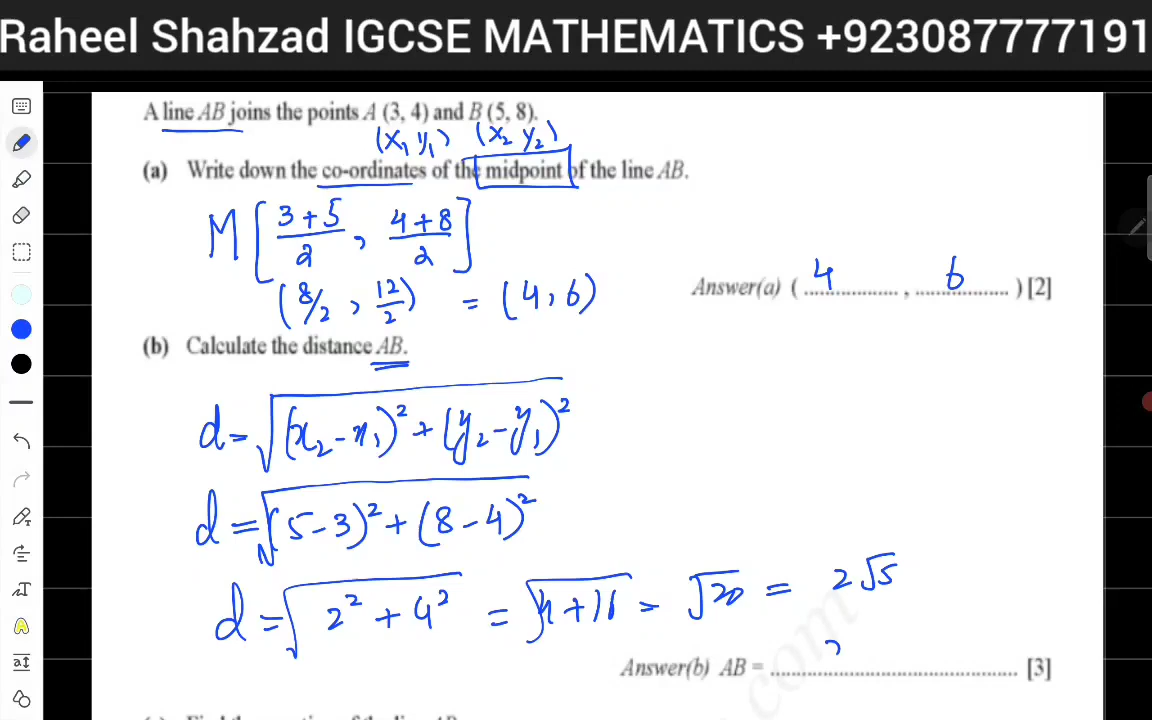 Raheel Shahzad IGCSE MATHEMATICS +923087777191
A line AB joins the points A (3, 4) and B (5, 8).
(x₁ y₁) (x₂ y₂)
(a) Write down the co-ordinates of the midpoint of the line AB.
M[(3+5)/2, (4+8)/2]
(8/2, 12/2) = (4, 6)
Answer(a) ( 4 , 6 ) [2]
(b) Calculate the distance AB.
d = √((x₂-x₁)² + (y₂-y₁)²)
d = √((5-3)² + (8-4)²)
d = √(2² + 4²) = √(4+16) = √20 = 2√5
Answer(b) AB = [3]